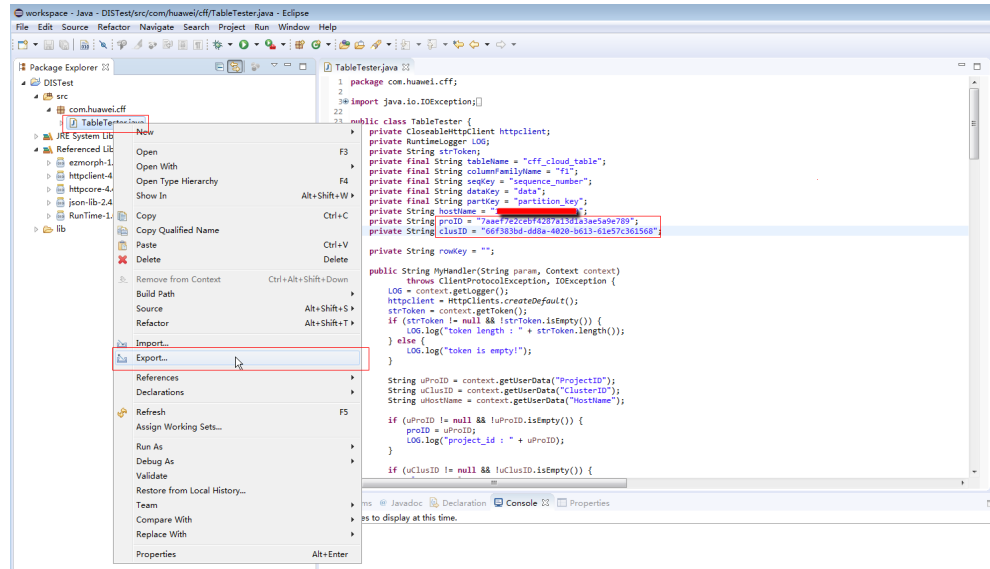 workspace - Java - DISTest/src/com/huawei/cff/TableTester.java - Eclipse
File Edit Source Refactor Navigate Search Project Run Window Help
Package Explorer
DISTest
src
com.huawei.cff
TableTester.java
JRE System Lib
Referenced Lib
ezmorph-1.
httpclient-4
httpcore-4.
json-lib-2.4
RunTime-1.
lib
New
Open F3
Open With
Open Type Hierarchy F4
Show In Alt+Shift+W
Copy Ctrl+C
Copy Qualified Name
Paste Ctrl+V
Delete Delete
Remove from Context Ctrl+Alt+Shift+Down
Build Path
Source Alt+Shift+S
Refactor Alt+Shift+T
Import...
Export...
References
Declarations
Refresh F5
Assign Working Sets...
Run As
Debug As
Validate
Restore from Local History...
Team
Compare With
Replace With
Properties Alt+Enter
TableTester.java
1 package com.huawei.cff;
2
3 import java.io.IOException;
22
23 public class TableTester {
private CloseableHttpClient httpclient;
private RuntimeLogger LOG;
private String strToken;
private final String tableName = "cff_cloud_table";
private final String columnFamilyName = "f1";
private final String seqKey = "sequence_number";
private final String dataKey = "data";
private final String partKey = "partition_key";
private String hostName = "
private String proID = "7aaef7e2cebf4287a13d1a3ae5a9e789";
private String clusID = "66f383bd-dd8a-4020-b613-61e57c361568";
private String rowKey = "";
public String MyHandler(String param, Context context)
throws ClientProtocolException, IOException {
LOG = context.getLogger();
httpclient = HttpClients.createDefault();
strToken = context.getToken();
if (strToken != null && !strToken.isEmpty()) {
LOG.log("token length : " + strToken.length());
} else {
LOG.log("token is empty!");
}
String uProID = context.getUserData("ProjectID");
String uClusID = context.getUserData("ClusterID");
String uHostName = context.getUserData("HostName");
if (uProID != null && !uProID.isEmpty()) {
proID = uProID;
LOG.log("project_id : " + uProID);
}
if (uClusID != null && !uClusID.isEmpty()) {
ms Javadoc Declaration Console Properties
es to display at this time.